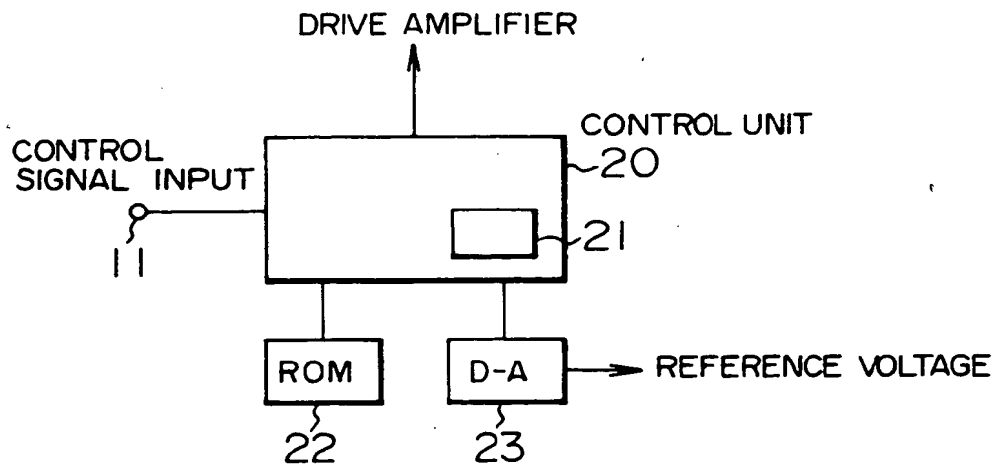 DRIVE AMPLIFIER
CONTROL UNIT
20
CONTROL
SIGNAL INPUT
11
21
ROM
D-A
REFERENCE VOLTAGE
22
23